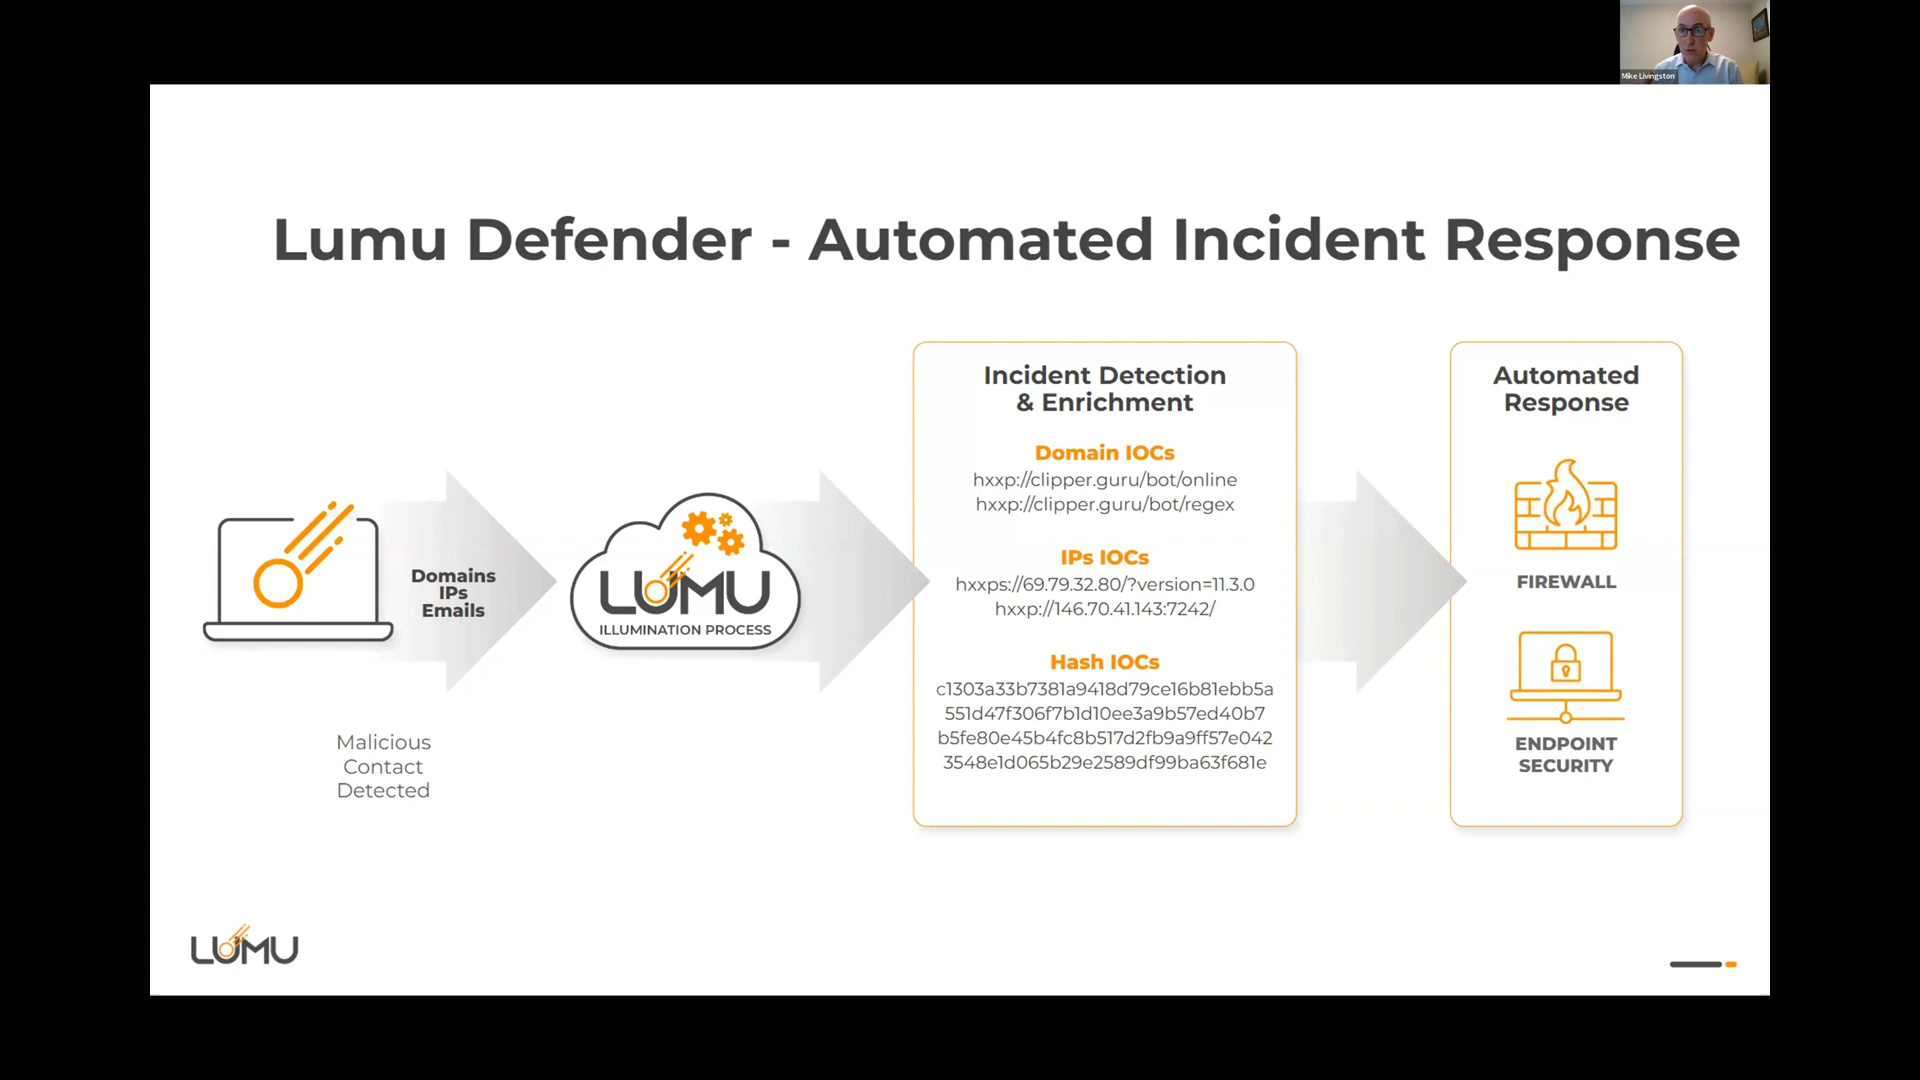 Mike Livingston
Lumu Defender - Automated Incident Response
Domains
IPs
Emails
Malicious
Contact
Detected
LUMU
ILLUMINATION PROCESS
Incident Detection
& Enrichment
Domain IOCs
hxxp://clipper.guru/bot/online
hxxp://clipper.guru/bot/regex
IPs IOCs
hxxps://69.79.32.80/?version=11.3.0
hxxp://146.70.41.143:7242/
Hash IOCs
c1303a33b7381a9418d79ce16b81ebb5a
551d47f306f7b1d10ee3a9b57ed40b7
b5fe80e45b4fc8b517d2fb9a9ff57e042
3548e1d065b29e2589df99ba63f681e
Automated
Response
FIREWALL
ENDPOINT
SECURITY
LUMU